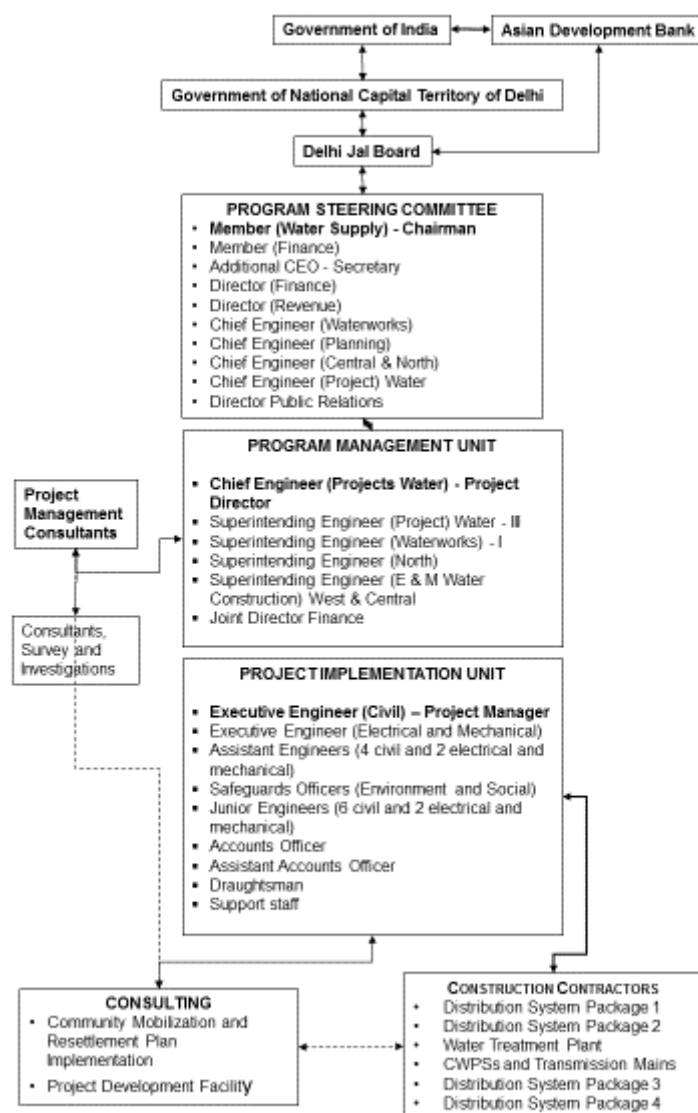 Government of India
Asian Development Bank
Government of National Capital Territory of Delhi
Delhi Jal Board
PROGRAM STEERING COMMITTEE
• Member (Water Supply) - Chairman
• Member (Finance)
• Additional CEO - Secretary
• Director (Finance)
• Director (Revenue)
• Chief Engineer (Waterworks)
• Chief Engineer (Planning)
• Chief Engineer (Central & North)
• Chief Engineer (Project) Water
• Director Public Relations
PROGRAM MANAGEMENT UNIT
▪ Chief Engineer (Projects Water) - Project
Director
▪ Superintending Engineer (Project) Water - III
▪ Superintending Engineer (Waterworks) - I
▪ Superintending Engineer (North)
▪ Superintending Engineer (E & M Water
Construction) West & Central
▪ Joint Director Finance
Project
Management
Consultants
Consultants,
Survey and
Investigations
PROJECT IMPLEMENTATION UNIT
▪ Executive Engineer (Civil) – Project Manager
▪ Executive Engineer (Electrical and Mechanical)
▪ Assistant Engineers (4 civil and 2 electrical and
mechanical)
▪ Safeguards Officers (Environment and Social)
▪ Junior Engineers (6 civil and 2 electrical and
mechanical)
▪ Accounts Officer
▪ Assistant Accounts Officer
▪ Draughtsman
▪ Support staff
CONSULTING
• Community Mobilization and
Resettlement Plan
Implementation
• Project Development Facility
CONSTRUCTION CONTRACTORS
• Distribution System Package 1
• Distribution System Package 2
• Water Treatment Plant
• CWPSs and Transmission Mains
• Distribution System Package 3
• Distribution System Package 4